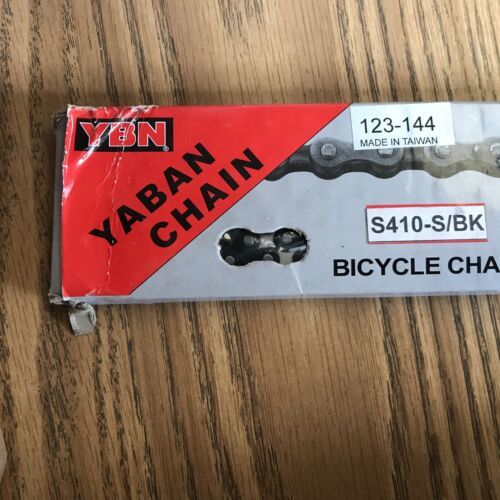 YBN
YABAN
CHAIN
123-144
MADE IN TAIWAN
S410-S/BK
BICYCLE CHA